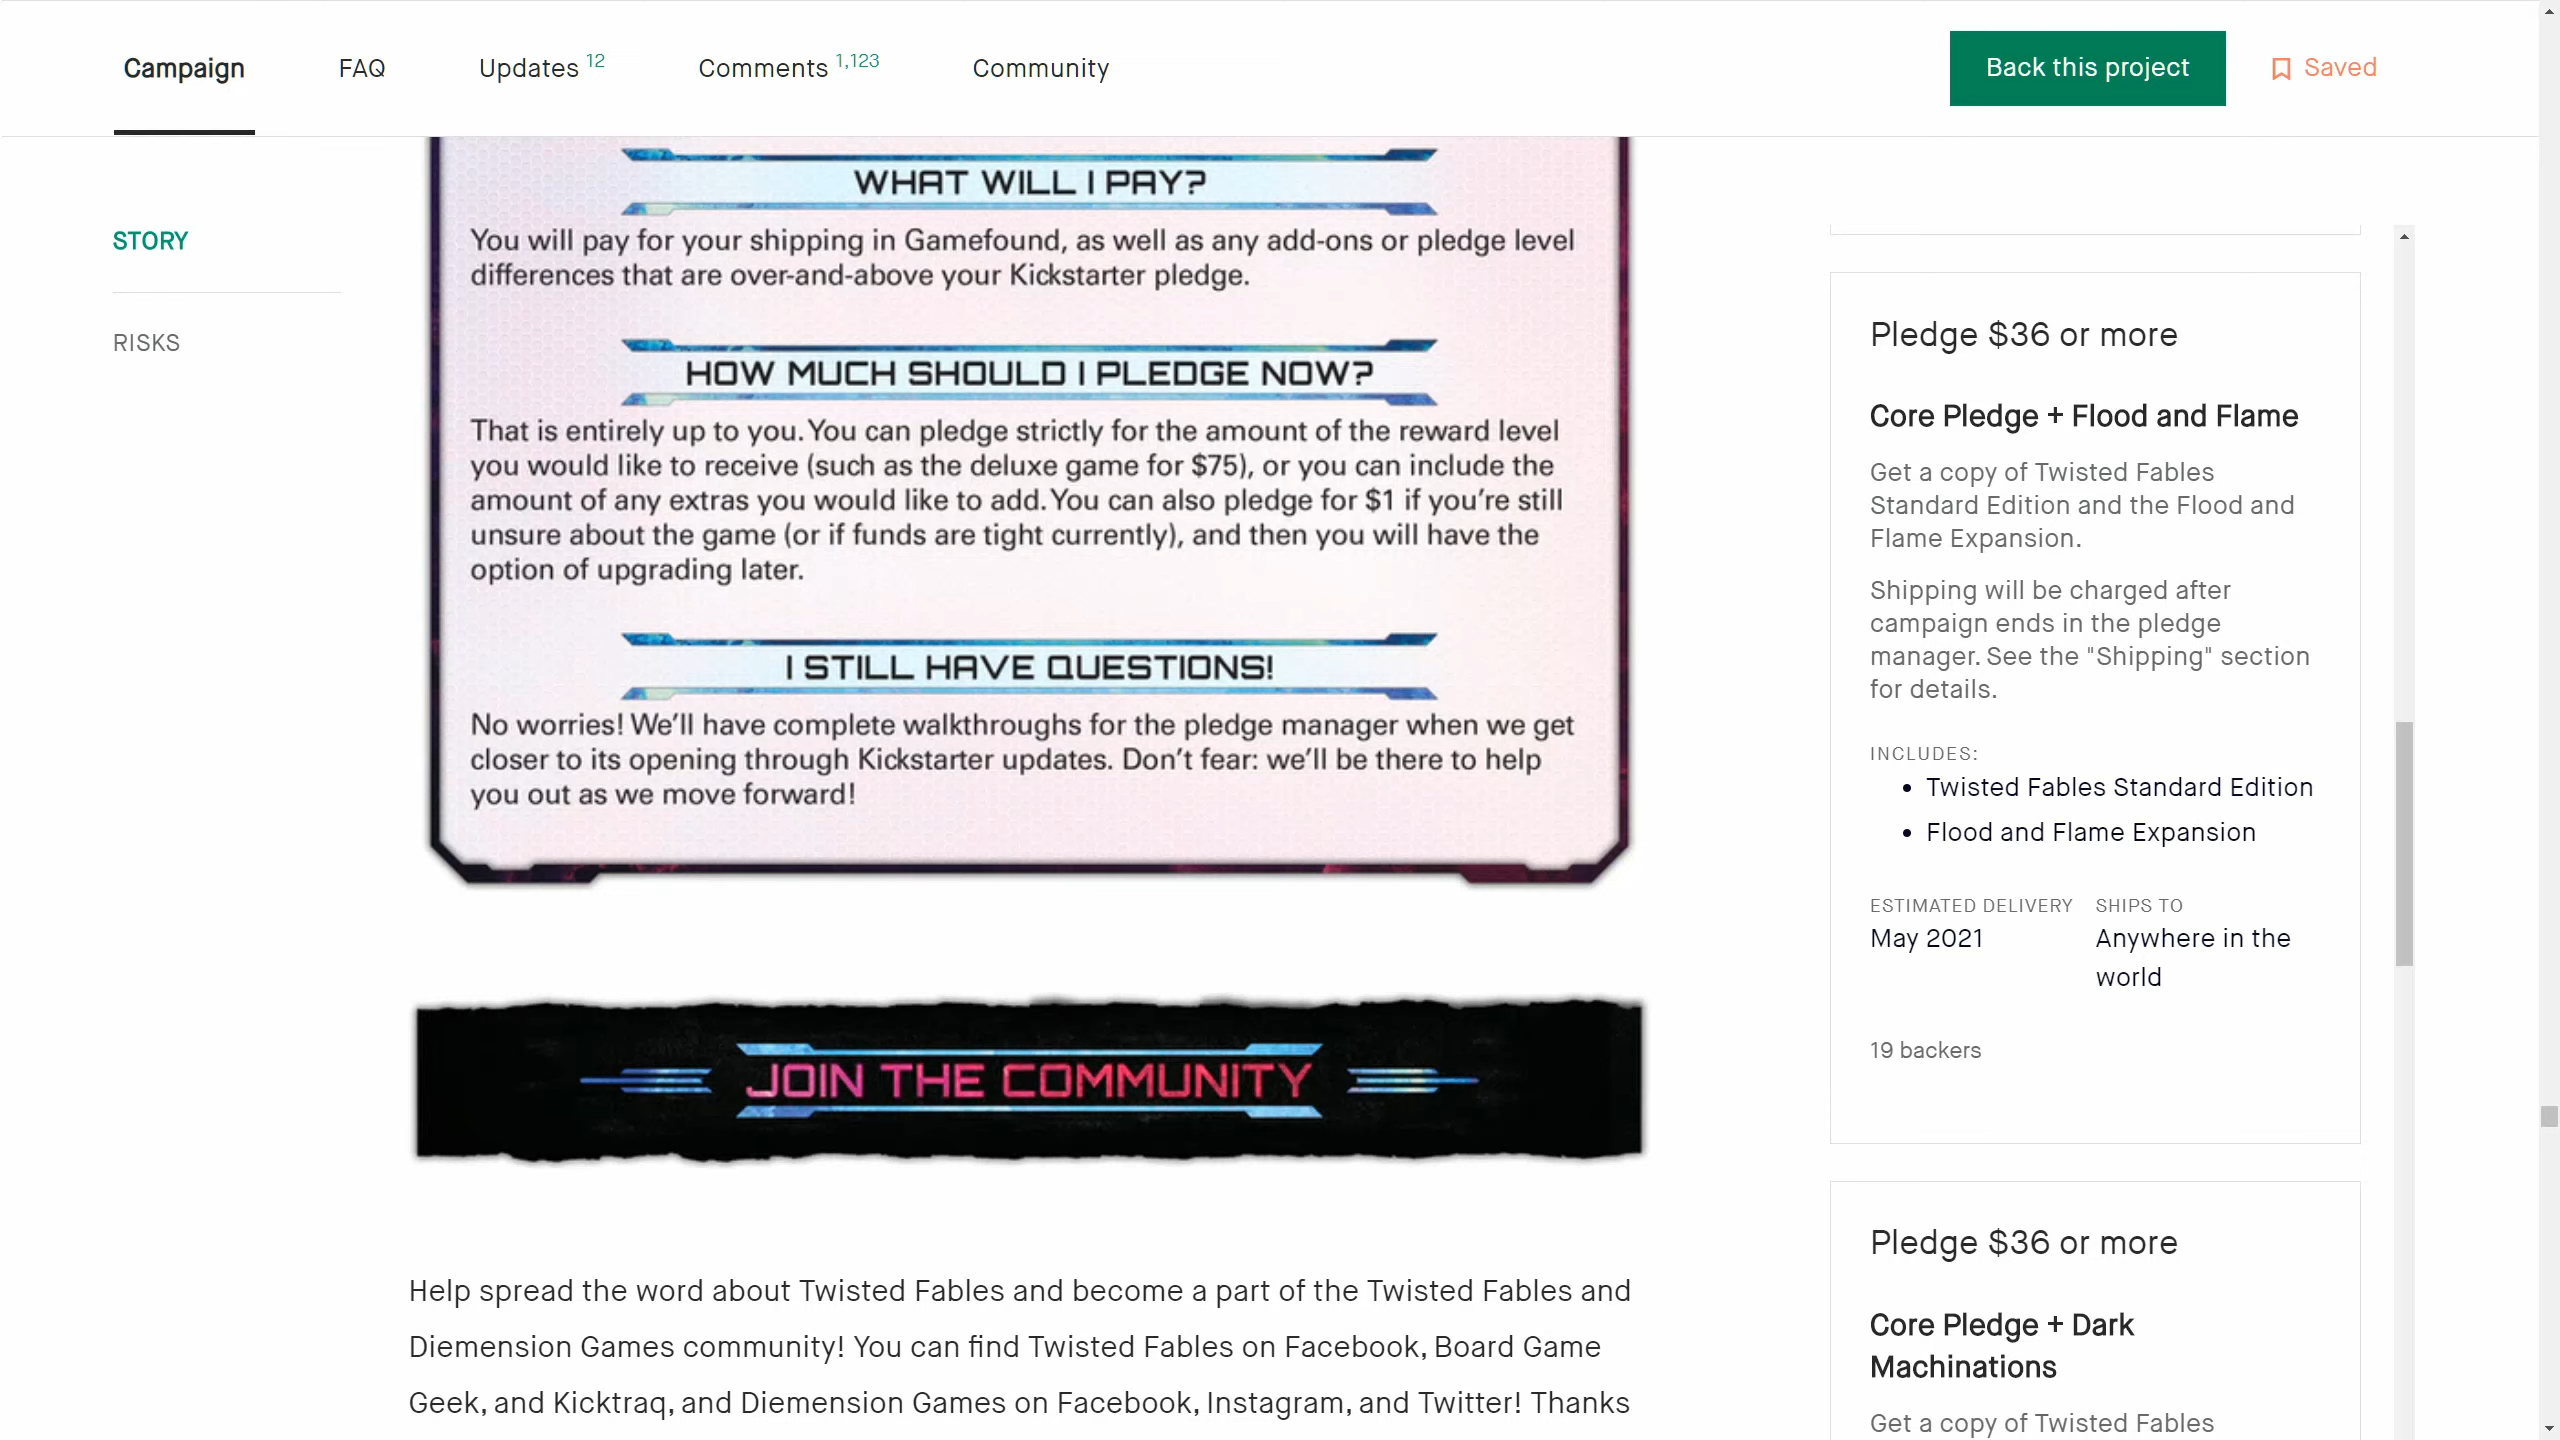 Campaign
FAQ
Updates 12
Comments 1,123
Community
Back this project
Saved
STORY
RISKS
WHAT WILL I PAY?
You will pay for your shipping in Gamefound, as well as any add-ons or pledge level
differences that are over-and-above your Kickstarter pledge.
HOW MUCH SHOULD I PLEDGE NOW?
That is entirely up to you. You can pledge strictly for the amount of the reward level
you would like to receive (such as the deluxe game for $75), or you can include the
amount of any extras you would like to add. You can also pledge for $1 if you're still
unsure about the game (or if funds are tight currently), and then you will have the
option of upgrading later.
I STILL HAVE QUESTIONS!
No worries! We'll have complete walkthroughs for the pledge manager when we get
closer to its opening through Kickstarter updates. Don't fear: we'll be there to help
you out as we move forward!
JOIN THE COMMUNITY
Help spread the word about Twisted Fables and become a part of the Twisted Fables and
Diemension Games community! You can find Twisted Fables on Facebook, Board Game
Geek, and Kicktraq, and Diemension Games on Facebook, Instagram, and Twitter! Thanks
Pledge $36 or more
Core Pledge + Flood and Flame
Get a copy of Twisted Fables
Standard Edition and the Flood and
Flame Expansion.
Shipping will be charged after
campaign ends in the pledge
manager. See the "Shipping" section
for details.
INCLUDES:
• Twisted Fables Standard Edition
• Flood and Flame Expansion
ESTIMATED DELIVERY
May 2021
SHIPS TO
Anywhere in the
world
19 backers
Pledge $36 or more
Core Pledge + Dark
Machinations
Get a copy of Twisted Fables